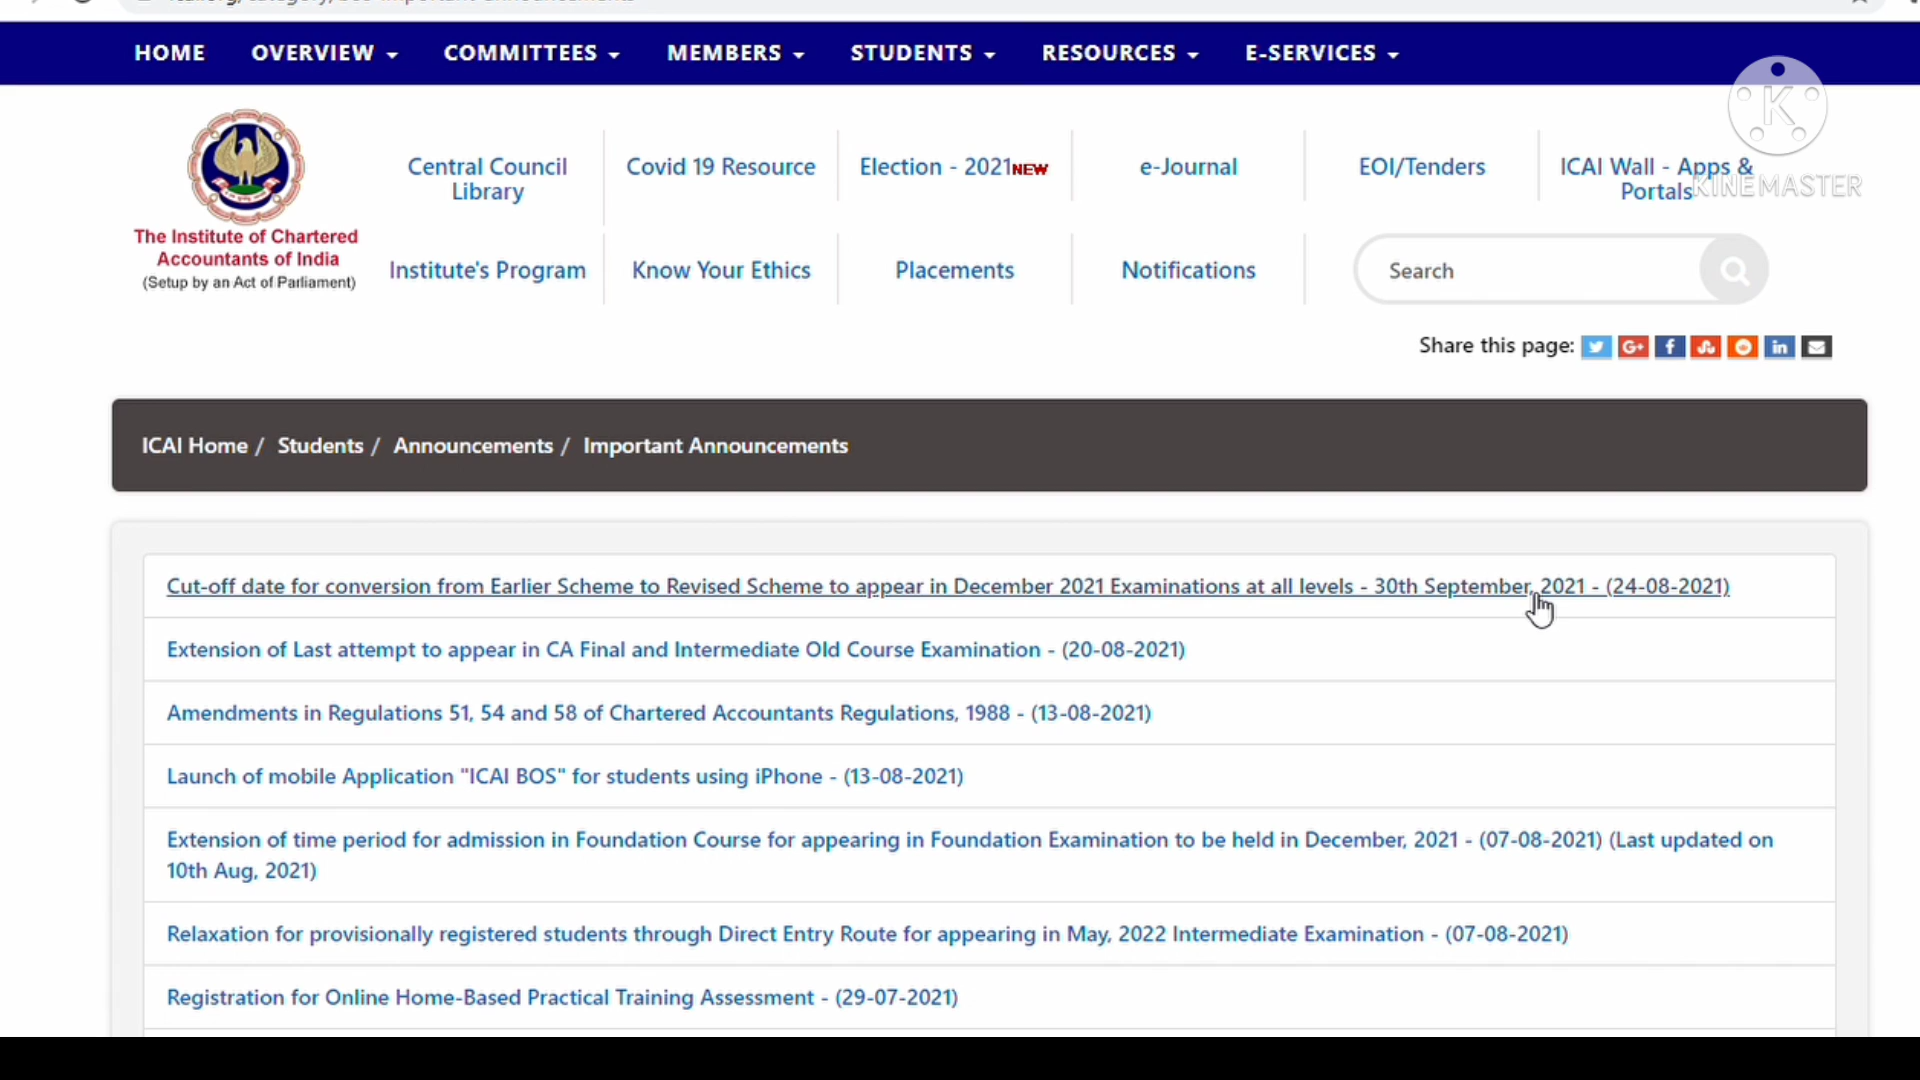 HOME OVERVIEW COMMITTEES MEMBERS STUDENTS RESOURCES E-SERVICES
K
KINEMASTER
The Institute of Chartered
Accountants of India
(Setup by an Act of Parliament)
Central Council
Library
Covid 19 Resource
Election - 2021 NEW
e-Journal
EOI/Tenders
ICAI Wall - Apps &
Portals
Institute's Program
Know Your Ethics
Placements
Notifications
Search
Share this page:
G+ f in
ICAI Home / Students / Announcements / Important Announcements
Cut-off date for conversion from Earlier Scheme to Revised Scheme to appear in December 2021 Examinations at all levels - 30th September, 2021 - (24-08-2021)
Extension of Last attempt to appear in CA Final and Intermediate Old Course Examination - (20-08-2021)
Amendments in Regulations 51, 54 and 58 of Chartered Accountants Regulations, 1988 - (13-08-2021)
Launch of mobile Application "ICAI BOS" for students using iPhone - (13-08-2021)
Extension of time period for admission in Foundation Course for appearing in Foundation Examination to be held in December, 2021 - (07-08-2021) (Last updated on
10th Aug, 2021)
Relaxation for provisionally registered students through Direct Entry Route for appearing in May, 2022 Intermediate Examination - (07-08-2021)
Registration for Online Home-Based Practical Training Assessment - (29-07-2021)